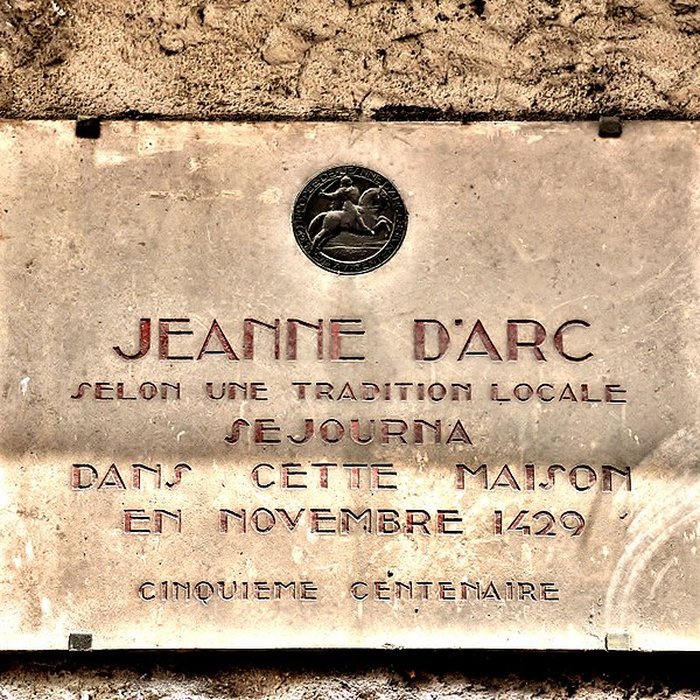 JEANNE D'ARC
SELON UNE TRADITION LOCALE
SEJOURNA
DANS CETTE MAISON
EN NOVEMBRE 1429
CINQUIEME CENTENAIRE